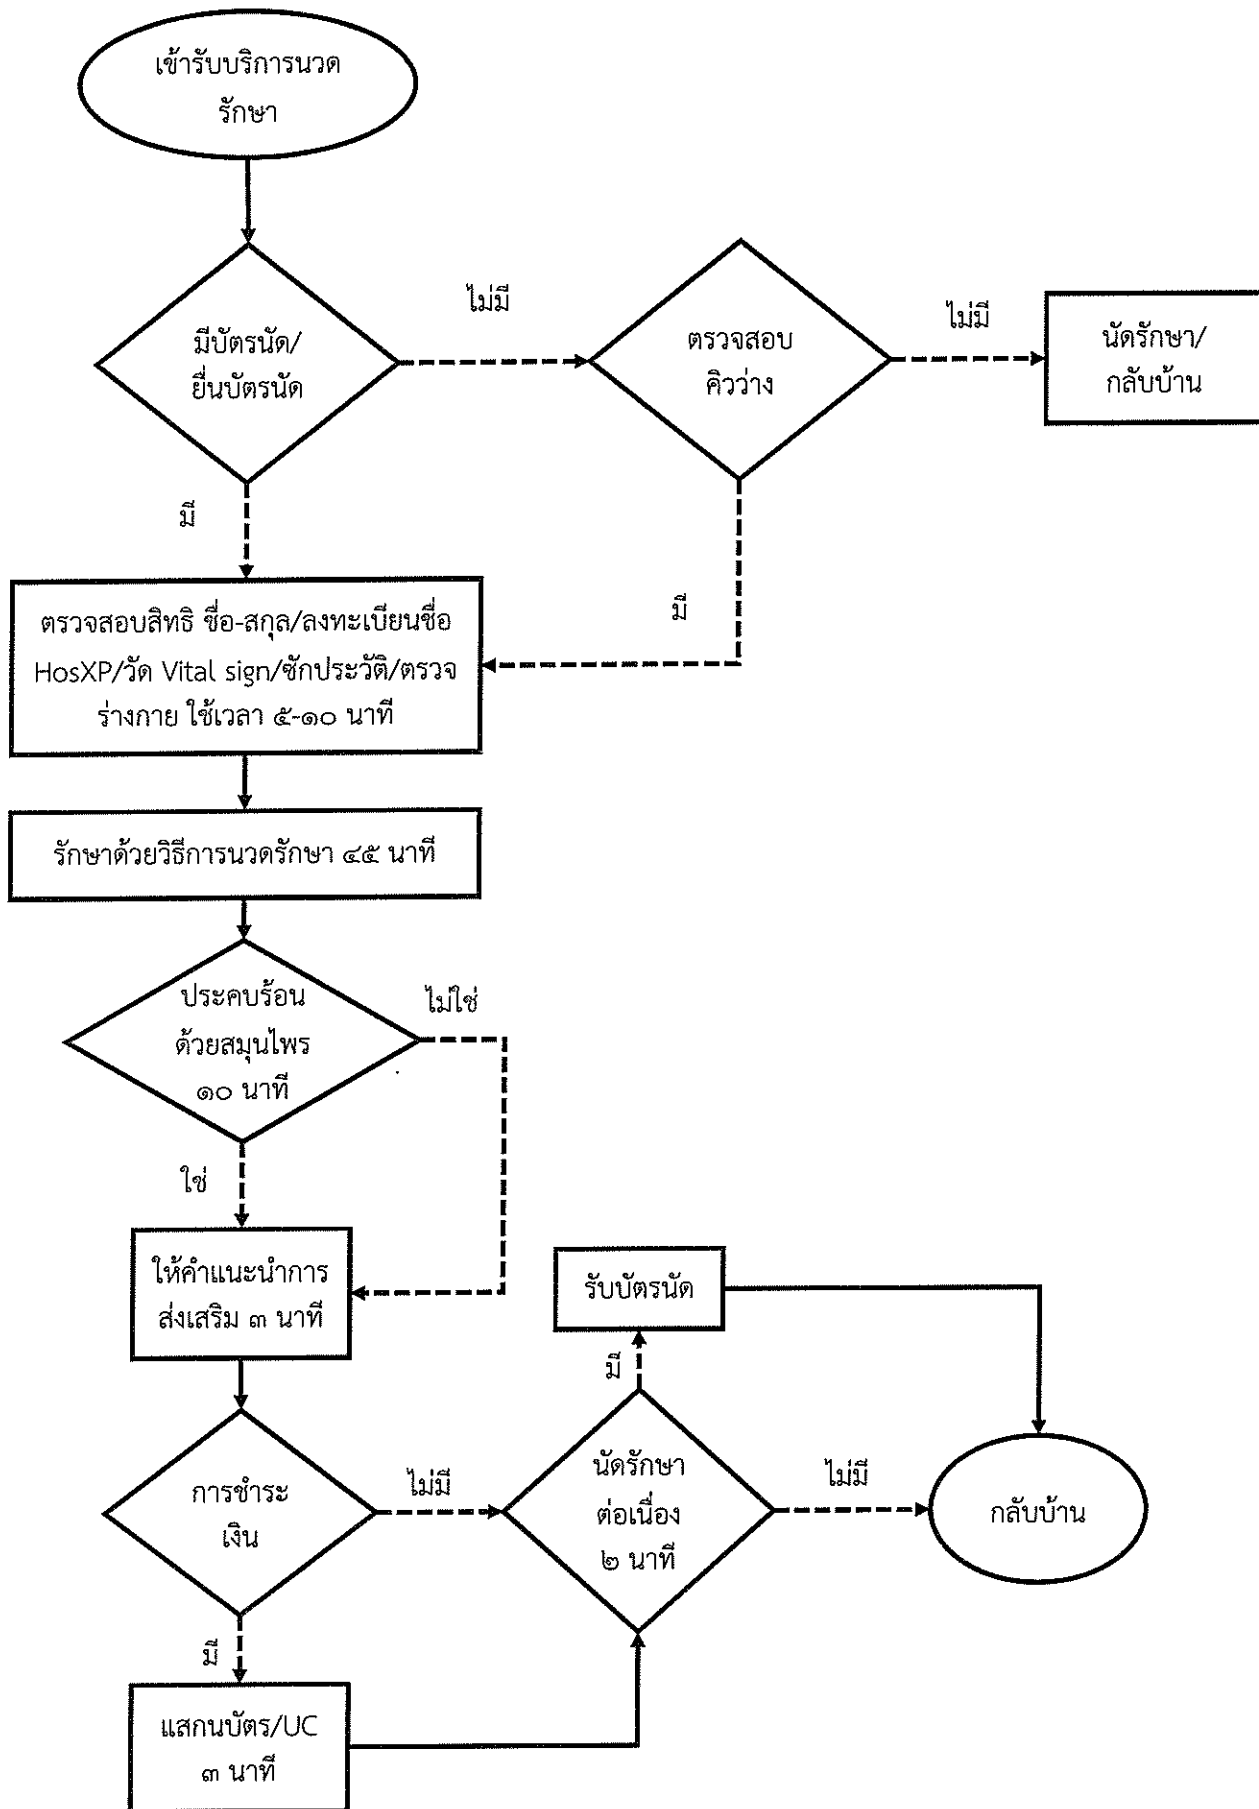 เข้ารับบริการนวด
รักษา
มีบัตรนัด/
ยื่นบัตรนัด
ไม่มี
ตรวจสอบ
คิวว่าง
ไม่มี
นัดรักษา/
กลับบ้าน
มี
มี
ตรวจสอบสิทธิ ชื่อ-สกุล/ลงทะเบียนชื่อ
HosXP/วัด Vital sign/ซักประวัติ/ตรวจ
ร่างกาย ใช้เวลา ๕-๑๐ นาที
รักษาด้วยวิธีการนวดรักษา ๔๕ นาที
ประคบร้อน
ด้วยสมุนไพร
๑๐ นาที
ไม่ใช่
ใช่
ให้คำแนะนำการ
ส่งเสริม ๓ นาที
รับบัตรนัด
มี
การชำระ
เงิน
ไม่มี
นัดรักษา
ต่อเนื่อง
๒ นาที
ไม่มี
กลับบ้าน
มี
แสกนบัตร/UC
๓ นาที